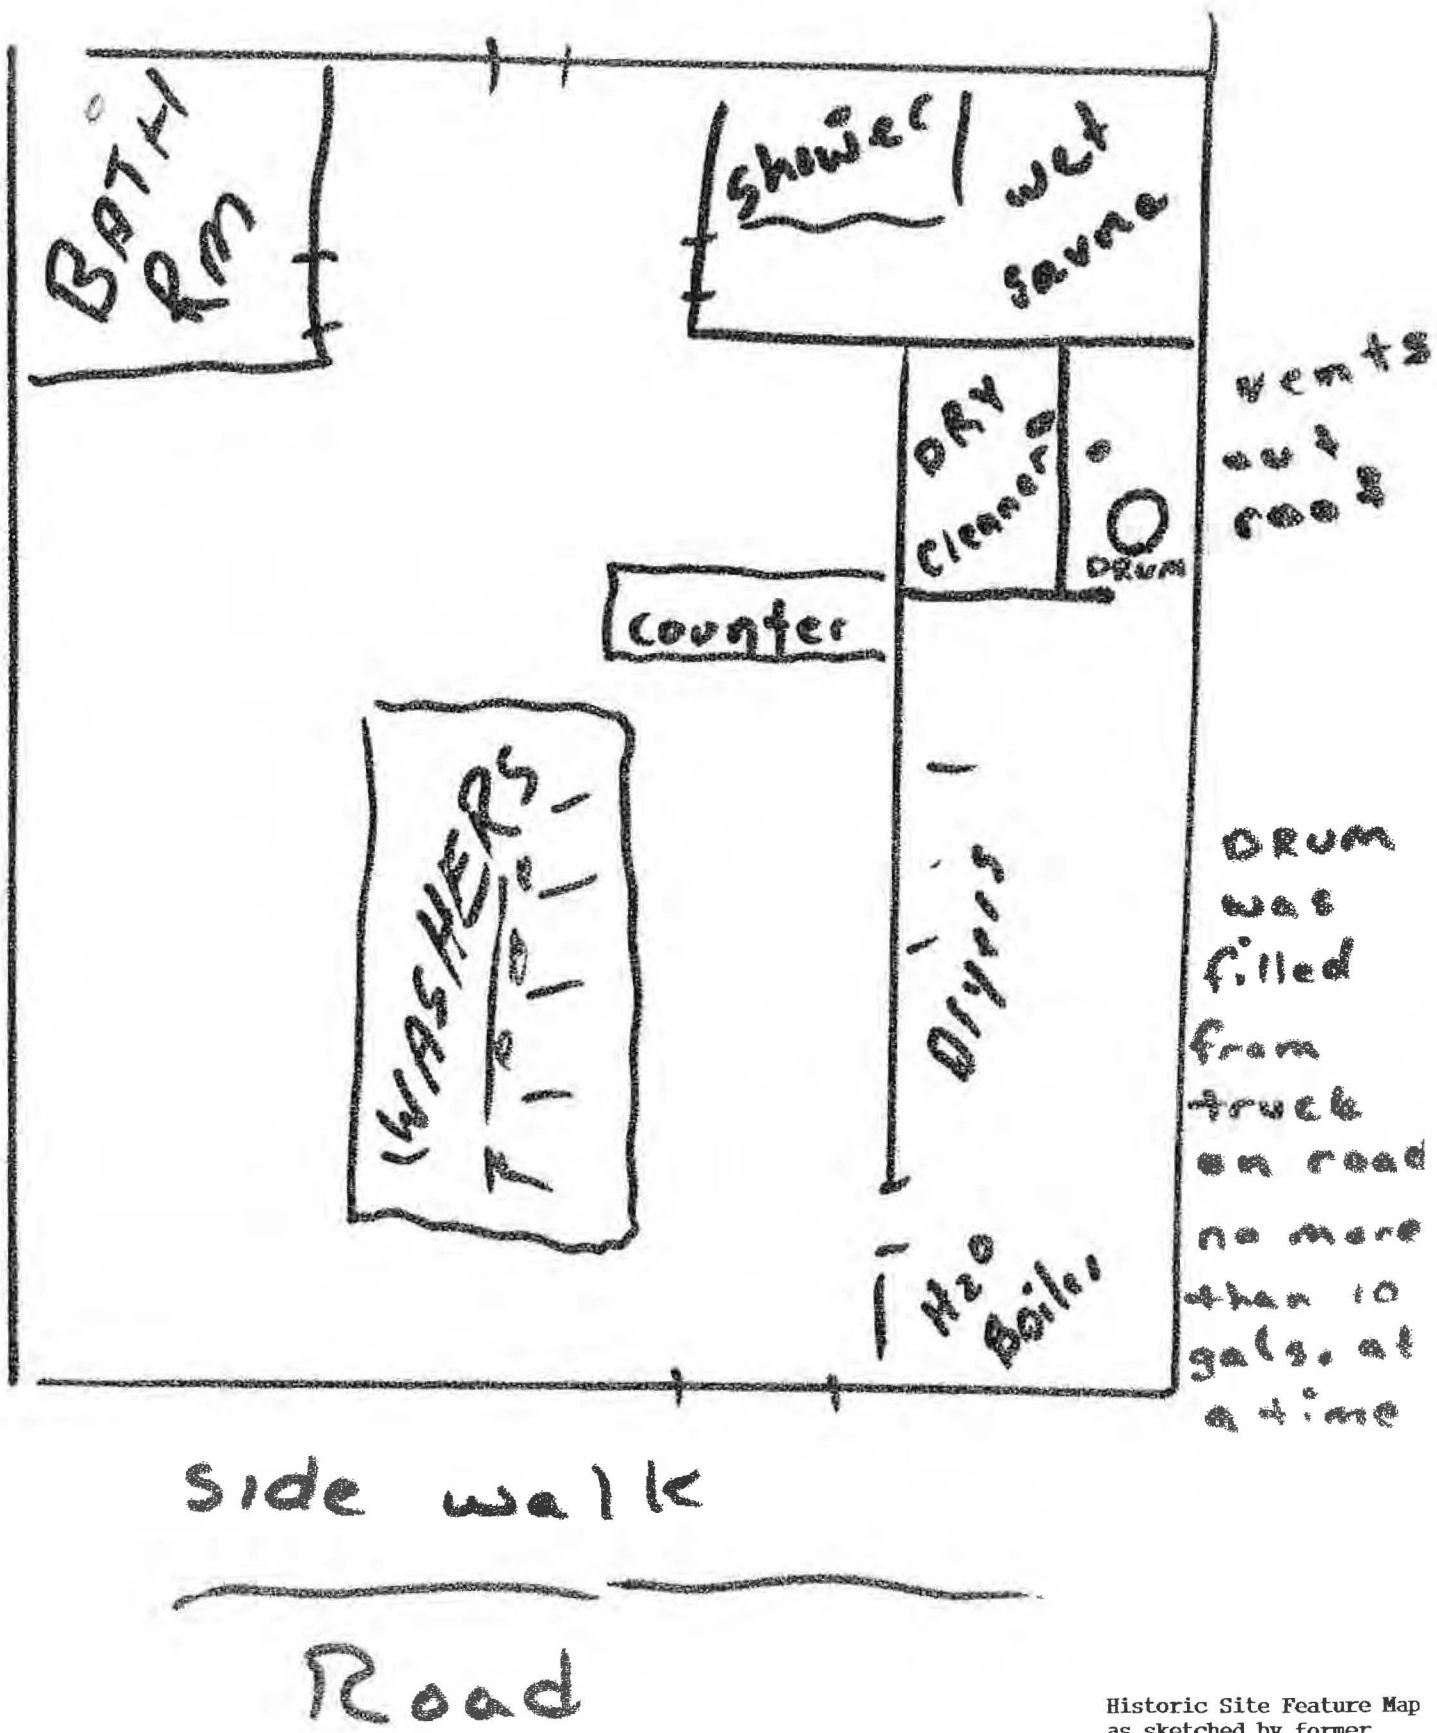 BATH
RM
shower
wet
sauna
vents
out
roof
DRY
Cleaner
DRUM
counter
WASHERS
Dryers
DRUM
was
filled
from
truck
on road
no more
than 10
gals. at
a time
H20
Boiler
Side walk
Road
Historic Site Feature Map
as sketched by former